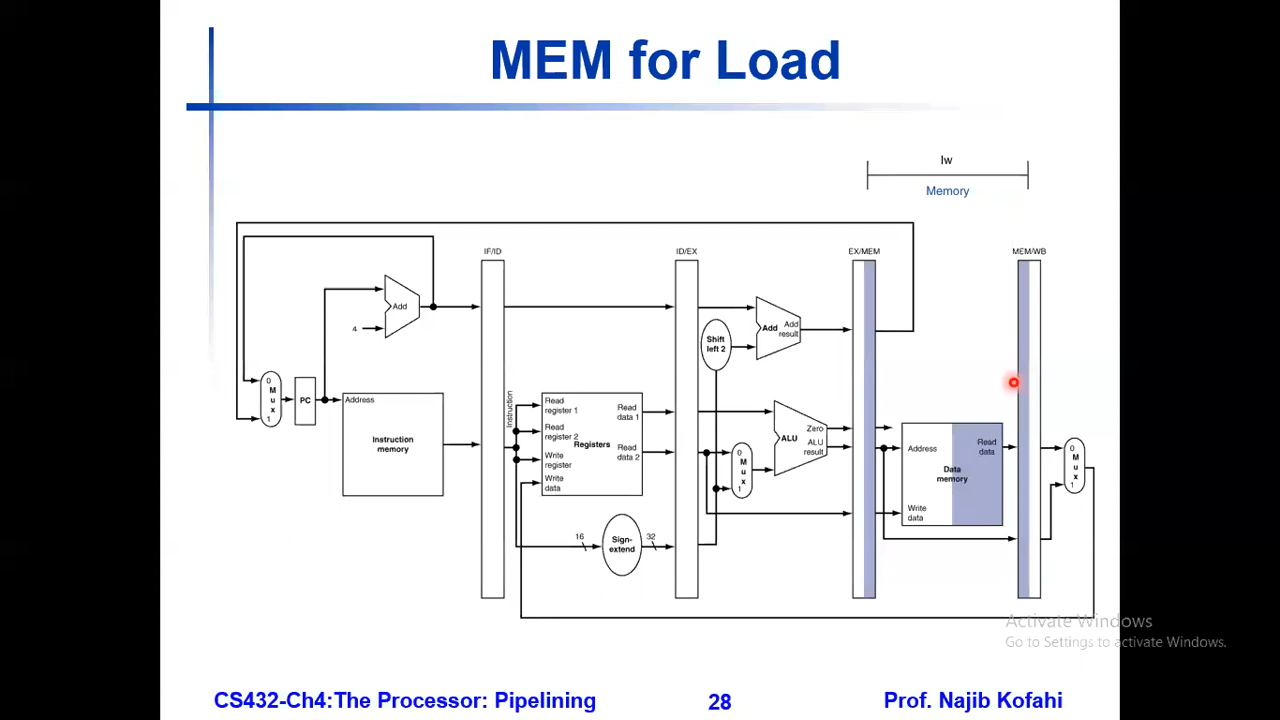 MEM for Load
lw
Memory
IF/ID
ID/EX
EX/MEM
MEM/WB
Add
4
Shift
left 2
Add
Add
result
0
M
u
x
1
PC
Address
Instruction
memory
Instruction
Read
register 1
Read
register 2
Write
register
Write
data
Registers
Read
data 1
Read
data 2
16
Sign-
extend
32
0
M
u
x
1
ALU
Zero
ALU
result
Address
Read
data
Data
memory
Write
data
0
M
u
x
1
Activate Windows
Go to Settings to activate Windows.
CS432-Ch4:The Processor: Pipelining
28
Prof. Najib Kofahi